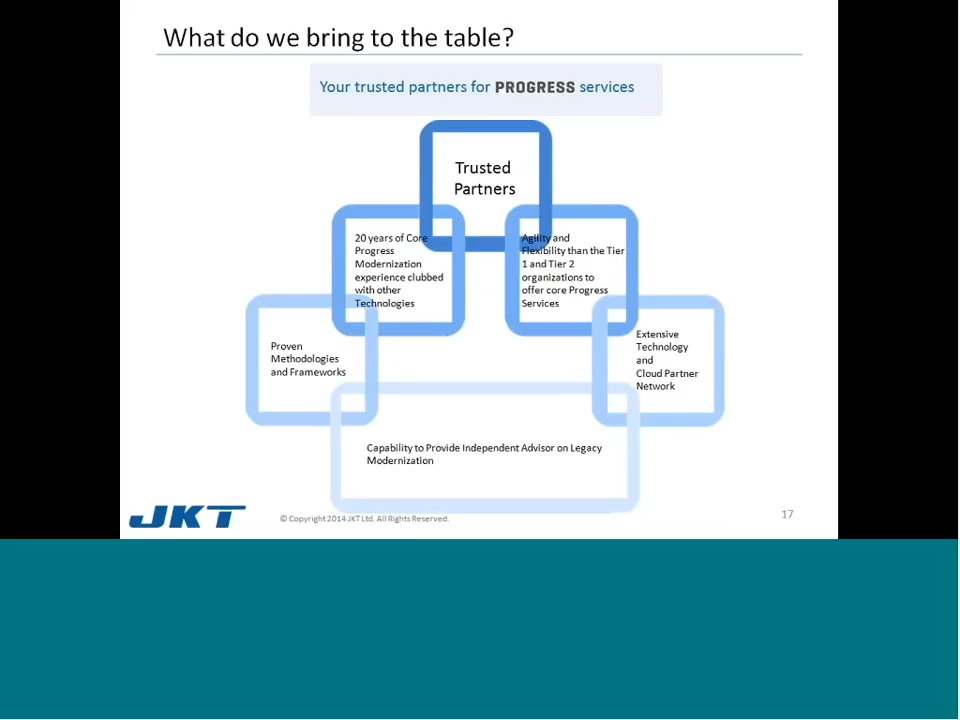 What do we bring to the table?
Your trusted partners for PROGRESS services
Trusted
Partners
20 years of Core
Progress
Modernization
experience clubbed
with other
Technologies
Agility and
Flexibility than the Tier
1 and Tier 2
organizations to
offer core Progress
Services
Proven
Methodologies
and Frameworks
Extensive
Technology
and
Cloud Partner
Network
Capability to Provide Independent Advisor on Legacy
Modernization
JKT
© Copyright 2014 JKT Ltd. All Rights Reserved.
17